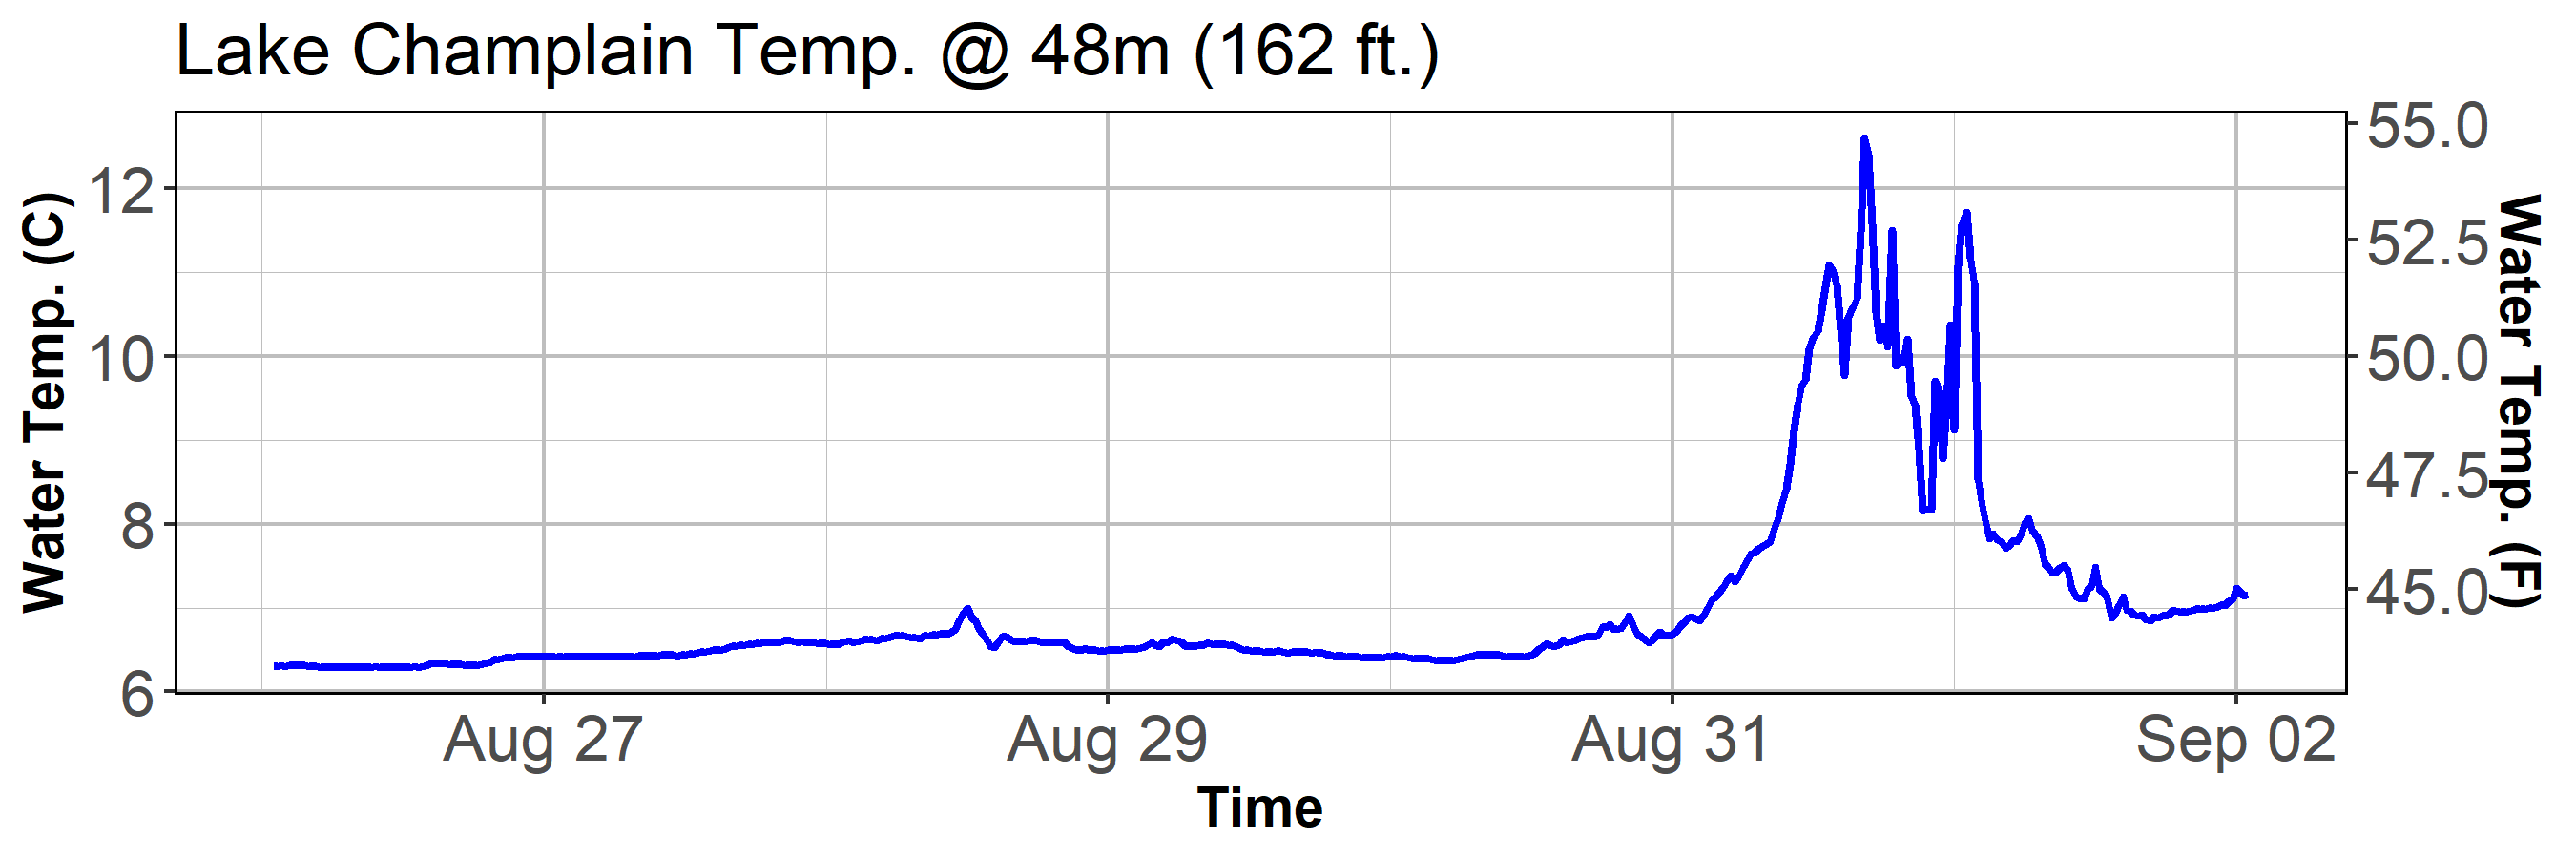 Lake Champlain Temp. @ 48m (162 ft.)
Water Temp. (C)
12
10
8
6
55.0
52.5
50.0
47.5
45.0
Water Temp. (F)
Aug 27 Aug 29 Aug 31 Sep 02
Time